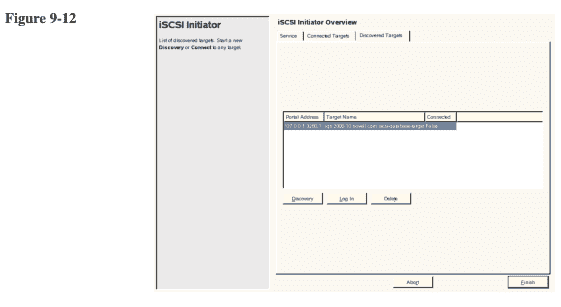 Figure 9-12
iSCSI Initiator
List of discovered targets. Start a new
Discovery or Connect to any target.
iSCSI Initiator Overview
Service
Connected Targets
Discovered Targets
Portal Address
Target Name
Connected
False
Discovery
Log In
Delete
Abort
Finish